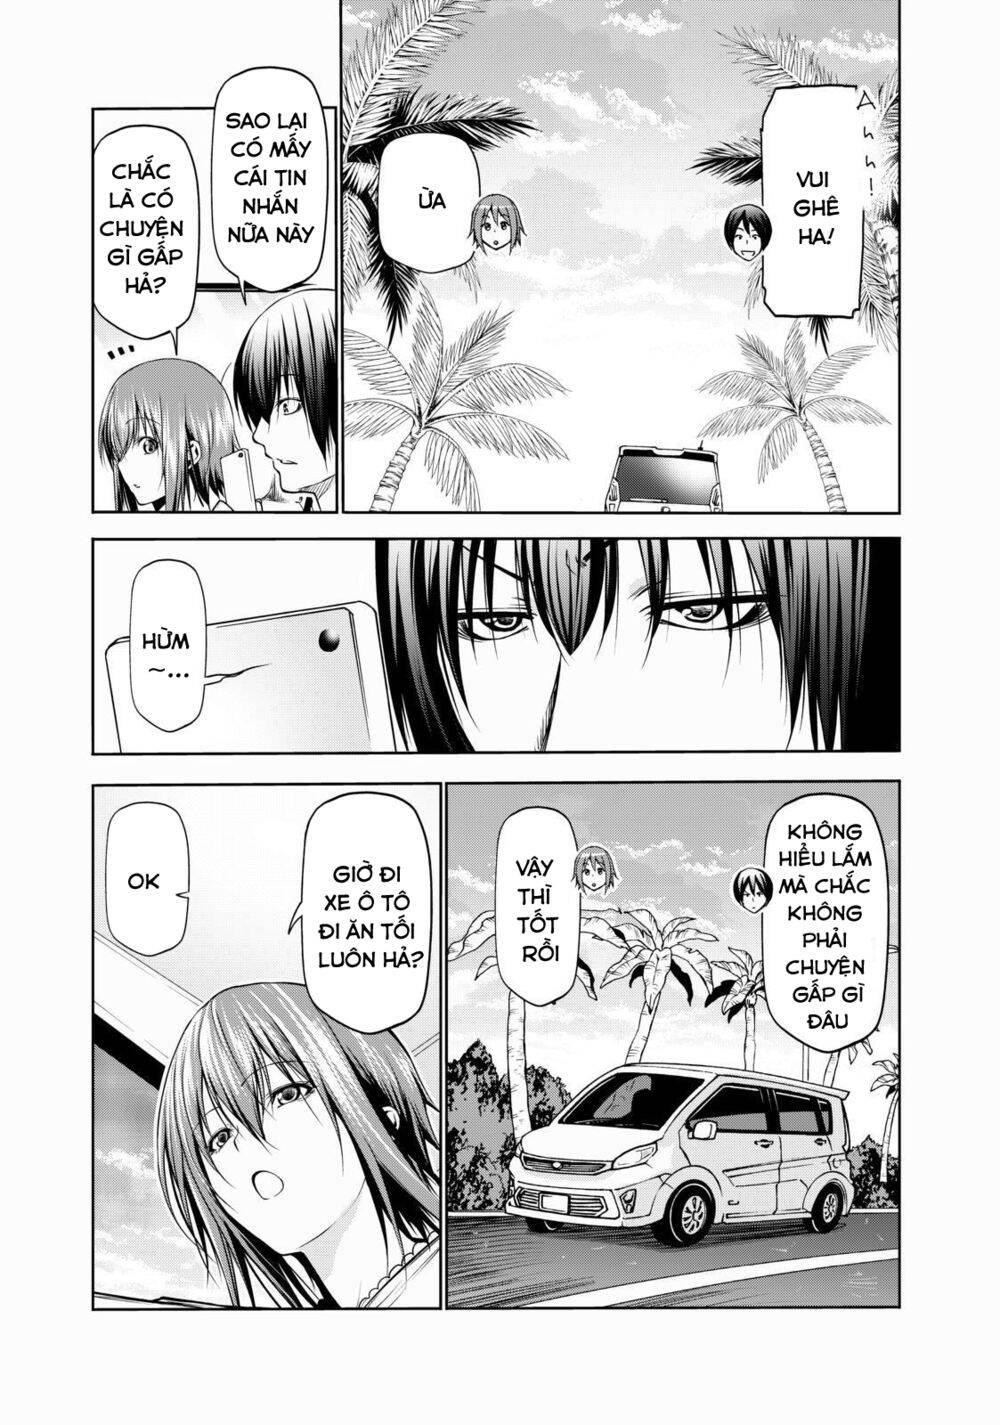 Ahh!
VUI
GHÊ
HA!
ỪA
SAO LẠI
CÓ MẤY
CÁI TIN
NHẮN
NỮA NÀY
CHẮC
LÀ CÓ
CHUYỆN
GÌ GẤP
HẢ?
HỪM
~...
KHÔNG
HIỂU LẮM
MÀ CHẮC
KHÔNG
PHẢI
CHUYỆN
GẤP GÌ
ĐÂU
VẬY
THÌ
TỐT
RỒI
GIỜ ĐI
XE Ô TÔ
ĐI ĂN TỐI
LUÔN HẢ?
OK